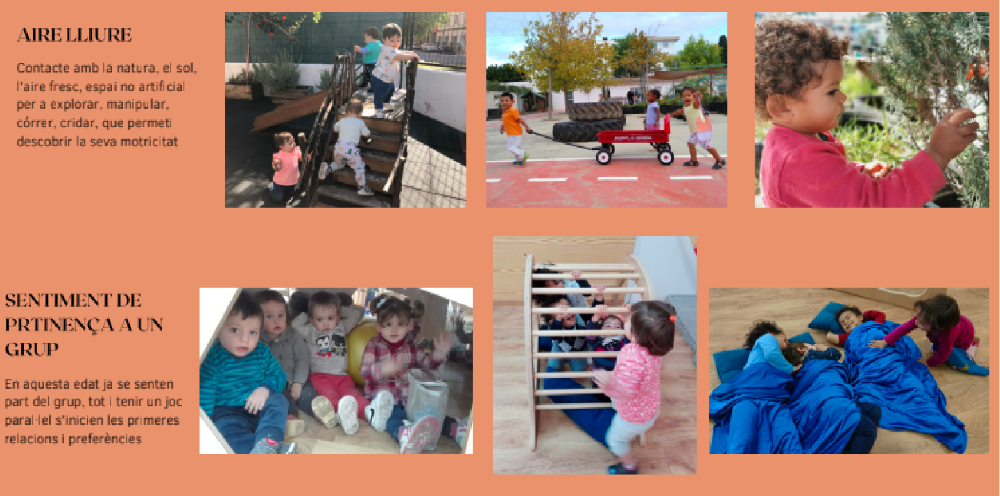 AIRE LLIURE
Contacte amb la natura, el sol,
l'aire fresc, espai no artificial
per a explorar, manipular,
córrer, cridar, que permeti
descobrir la seva motricitat
SENTIMENT DE
PRTINENÇA A UN
GRUP
En aquesta edat ja se senten
part del grup, tot i tenir un joc
paral·lel s'inicien les primeres
relacions i preferències